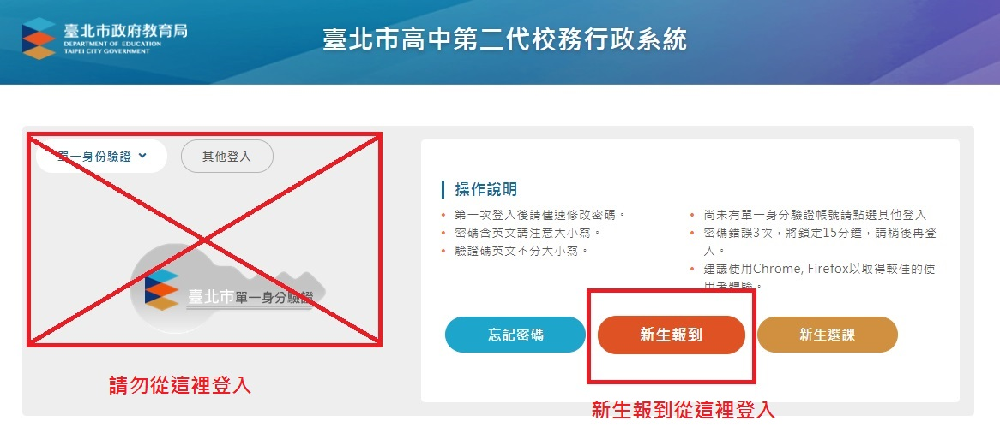 臺北市政府教育局
DEPARTMENT OF EDUCATION
TAIPEI CITY GOVERNMENT
臺北市高中第二代校務行政系統
單一身份驗證
其他登入
臺北市單一身分驗證
請勿從這裡登入
操作說明
第一次登入後請儘速修改密碼。
密碼含英文請注意大小寫。
驗證碼英文不分大小寫。
尚未有單一身分驗證帳號請點選其他登入
密碼錯誤3次，將鎖定15分鐘，請稍後再登
入。
建議使用Chrome, Firefox以取得較佳的使
用者體驗。
忘記密碼
新生報到
新生選課
新生報到從這裡登入